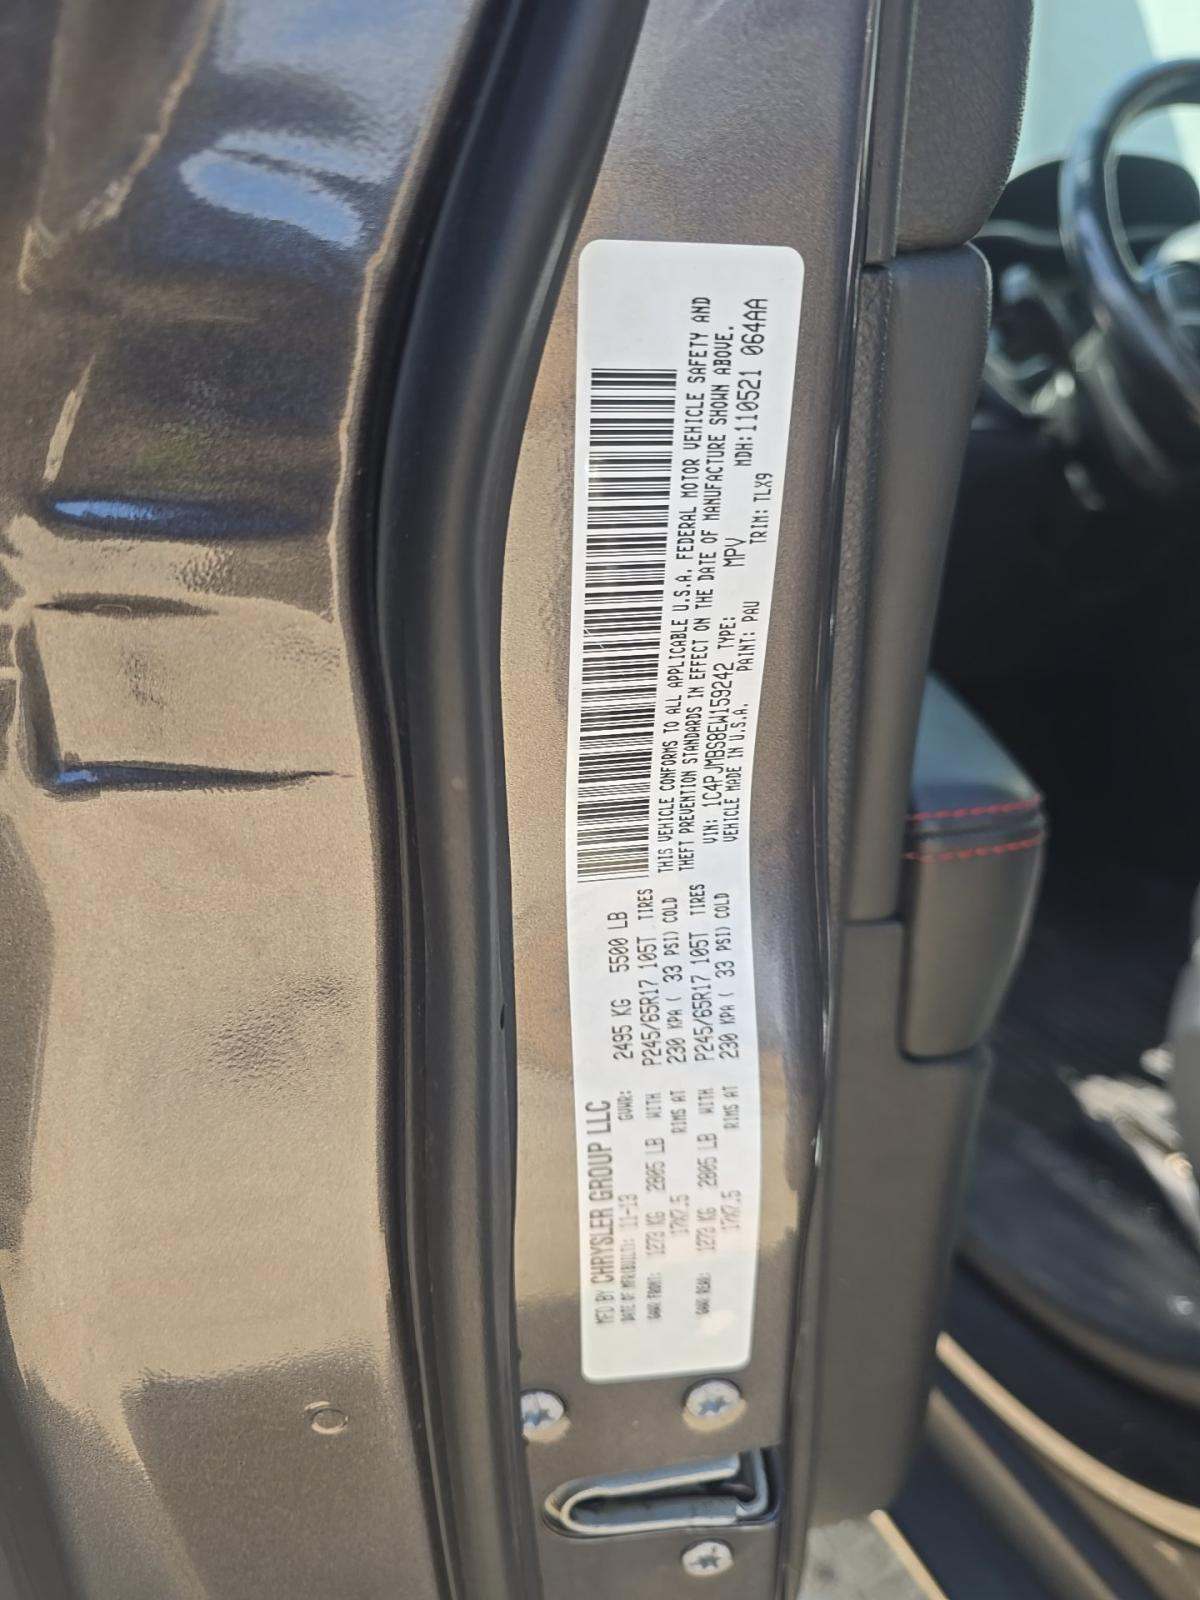 MFD BY CHRYSLER GROUP LLC
DATE OF MFR(BUILT): 11-13 GVWR: 2495 KG 5500 LB
GAWR FRONT: 1273 KG 2805 LB WITH P245/65R17 105T TIRES
17X7.5 RIMS AT 230 KPA ( 33 PSI) COLD
GAWR REAR: 1273 KG 2805 LB WITH P245/65R17 105T TIRES
17X7.5 RIMS AT 230 KPA ( 33 PSI) COLD
THIS VEHICLE CONFORMS TO ALL APPLICABLE U.S.A. FEDERAL MOTOR VEHICLE SAFETY AND
THEFT PREVENTION STANDARDS IN EFFECT ON THE DATE OF MANUFACTURE SHOWN ABOVE.
VIN: 1C4PJMBS8EW159242 TYPE: MPV MDH:110521 064AA
VEHICLE MADE IN U.S.A. PAINT: PAU TRIM: TLX9